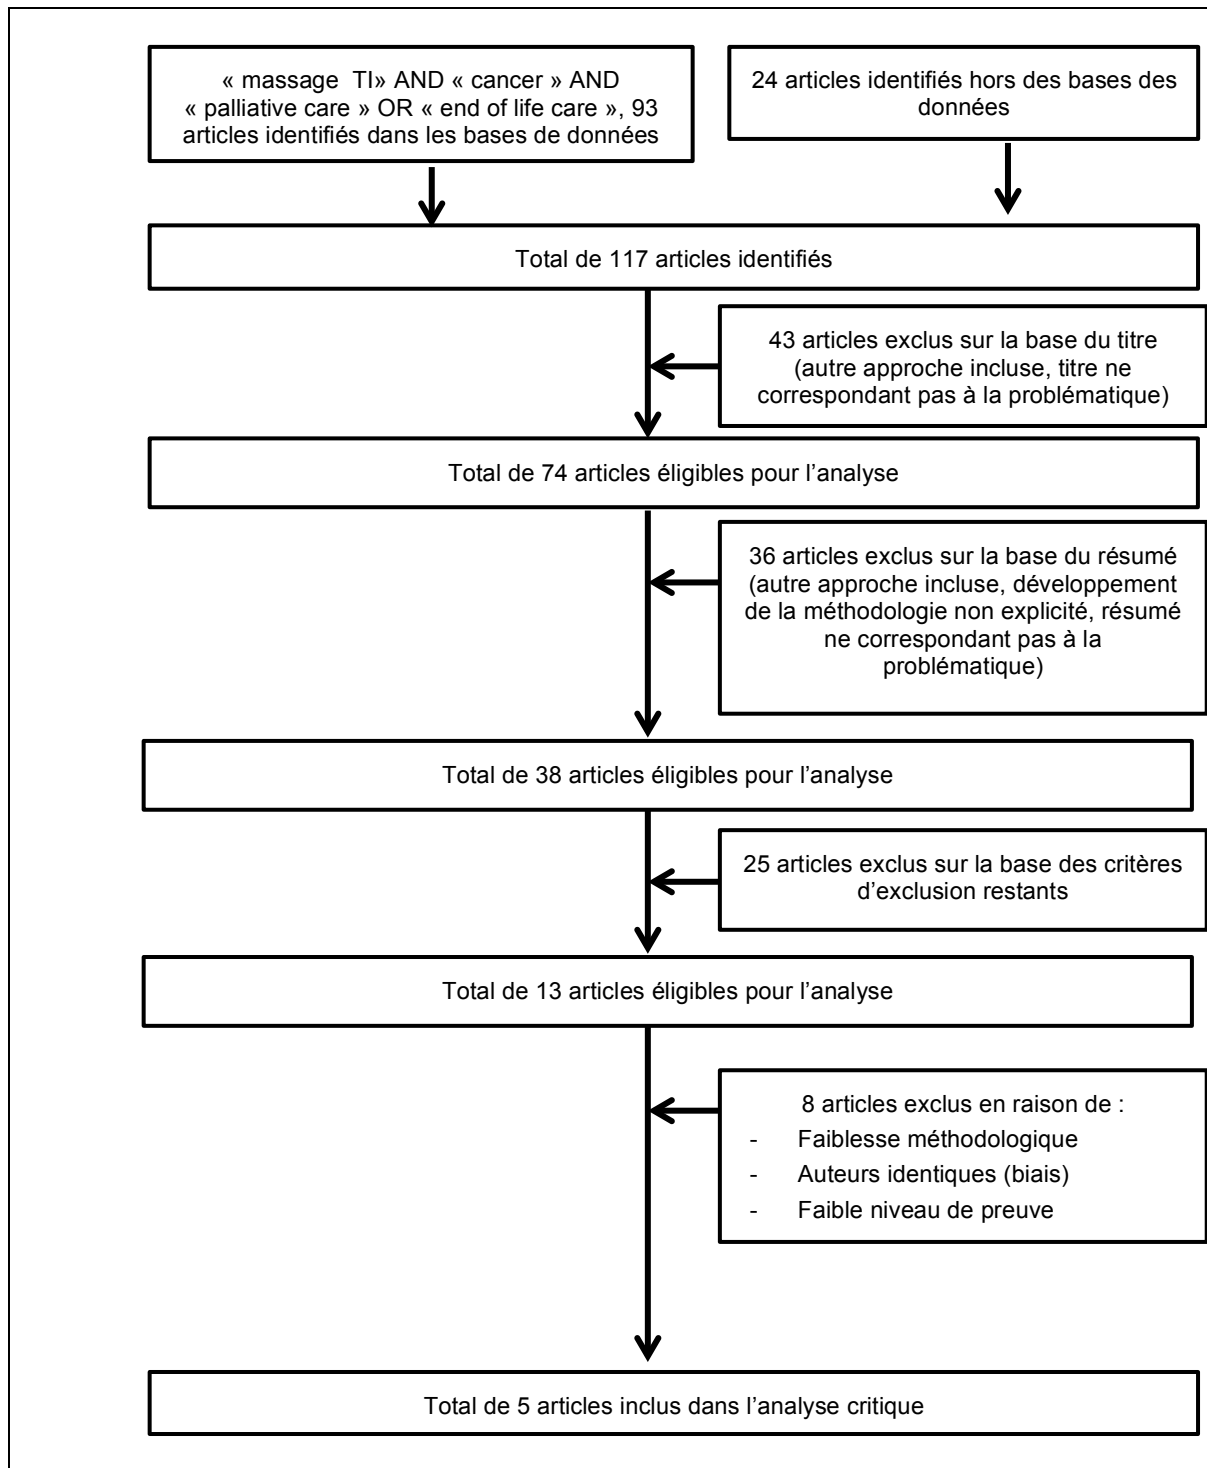 « massage  TI» AND « cancer » AND
« palliative care » OR « end of life care », 93
articles identifiés dans les bases de données
24 articles identifiés hors des bases des
données
Total de 117 articles identifiés
43 articles exclus sur la base du titre
(autre approche incluse, titre ne
correspondant pas à la problématique)
Total de 74 articles éligibles pour l’analyse
36 articles exclus sur la base du résumé
(autre approche incluse, développement
de la méthodologie non explicité, résumé
ne correspondant pas à la
problématique)
Total de 38 articles éligibles pour l’analyse
25 articles exclus sur la base des critères
d’exclusion restants
Total de 13 articles éligibles pour l’analyse
8 articles exclus en raison de :
- Faiblesse méthodologique
- Auteurs identiques (biais)
- Faible niveau de preuve
Total de 5 articles inclus dans l’analyse critique